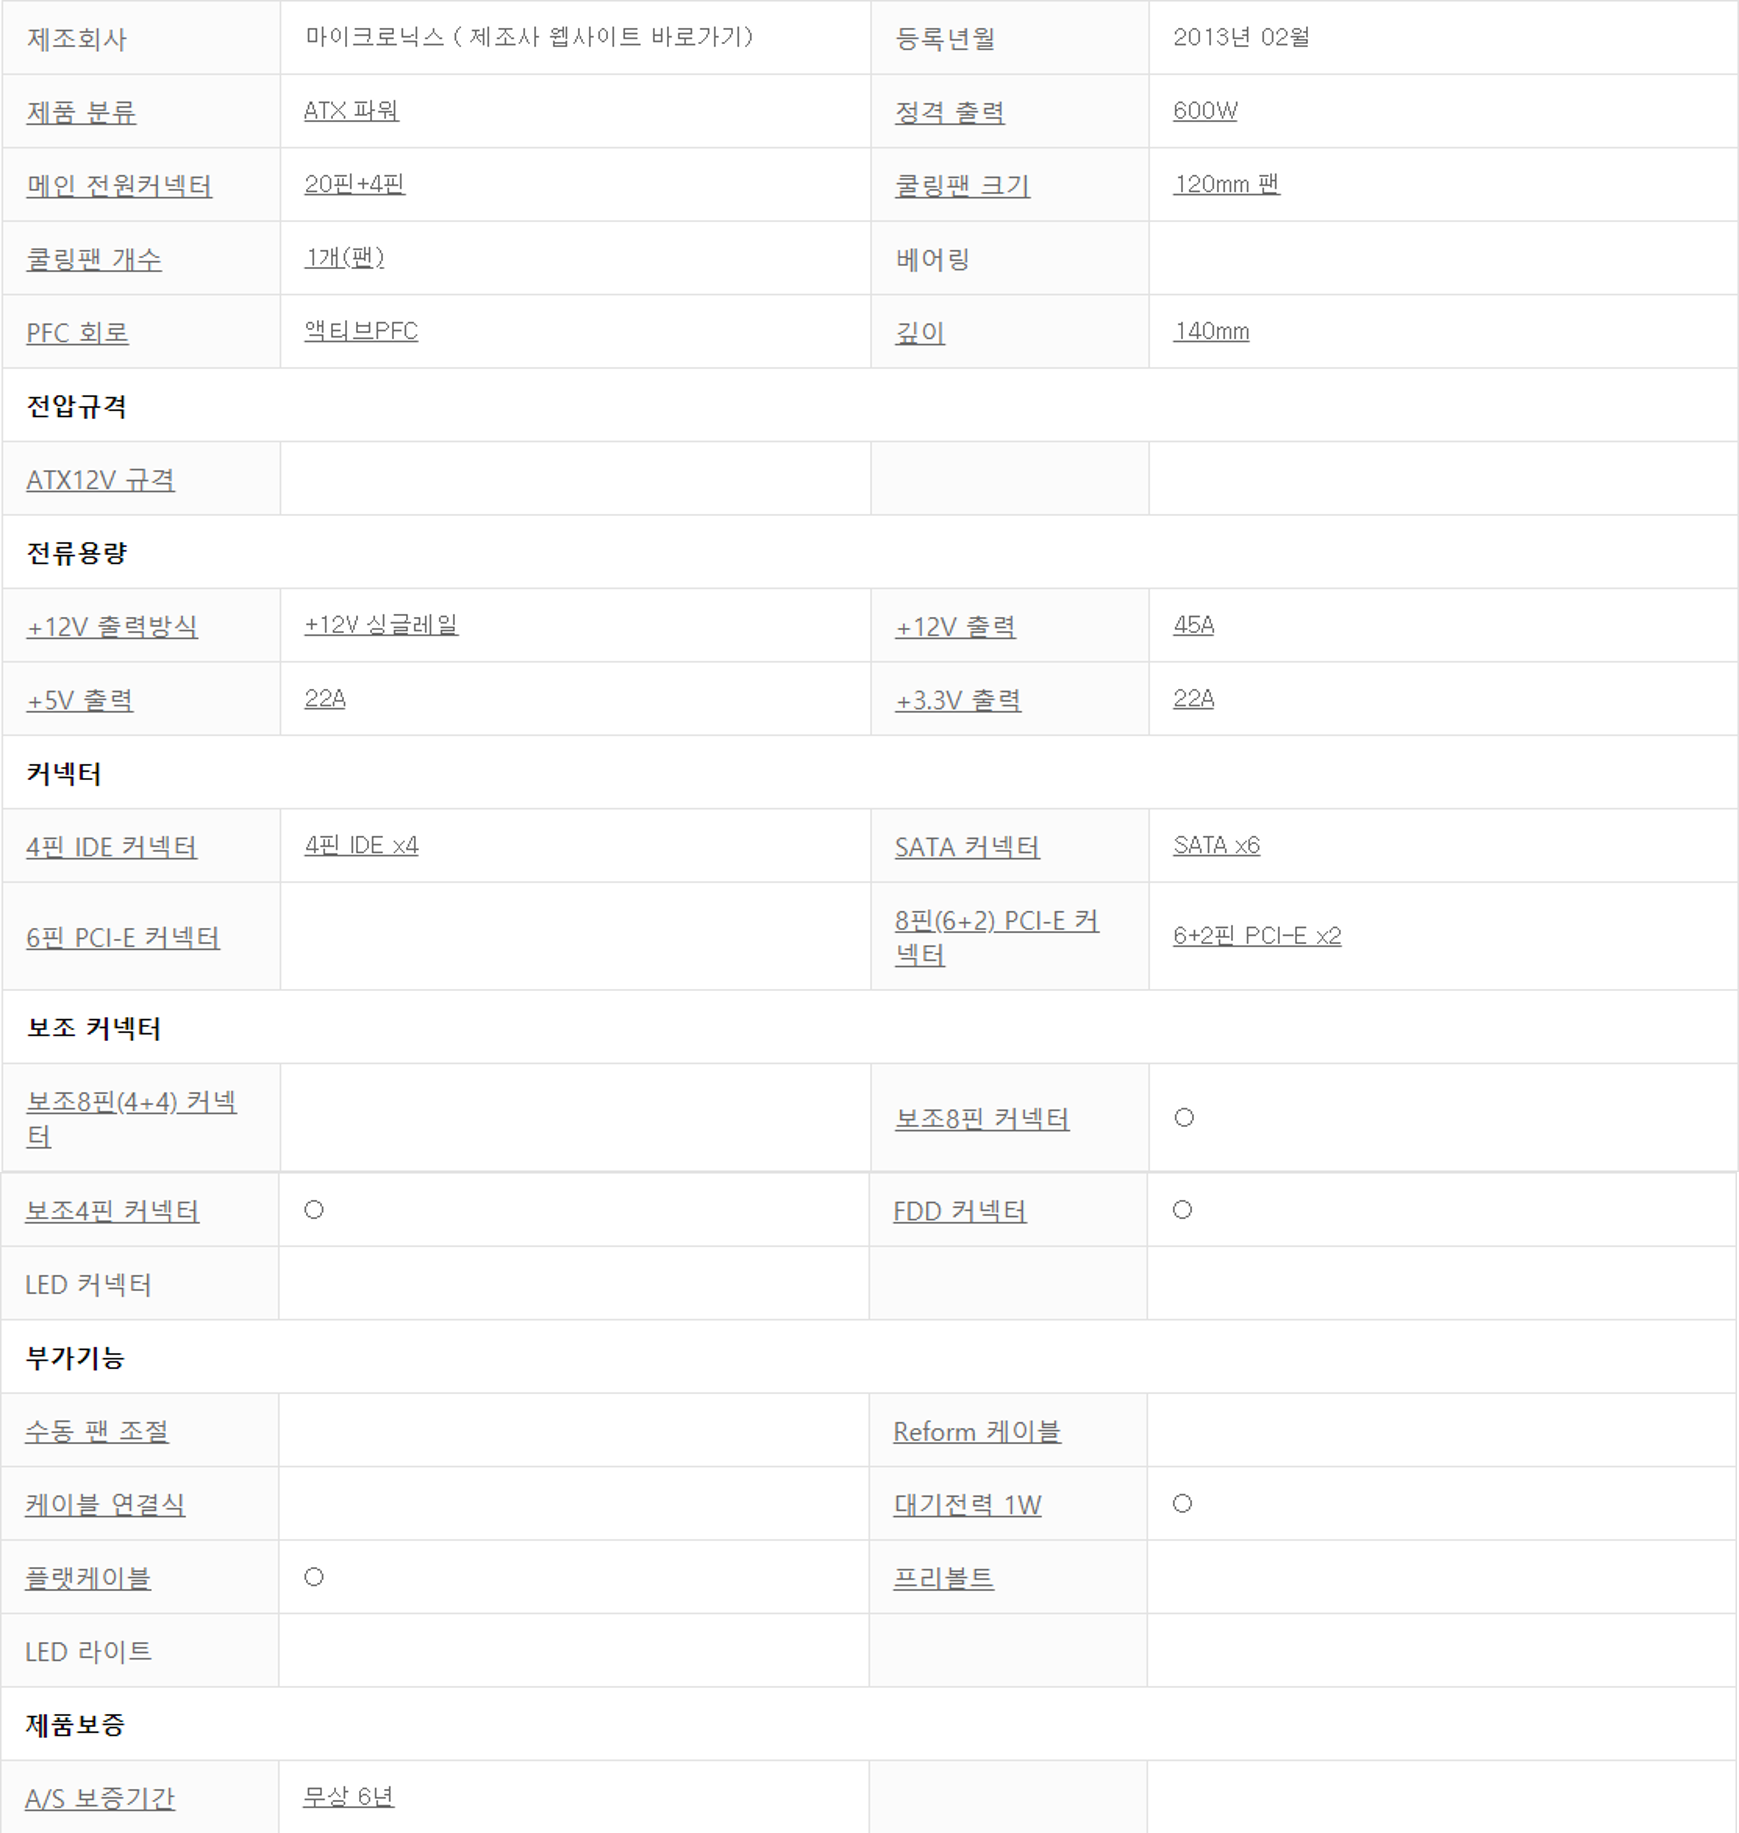 제조회사 마이크로닉스 ( 제조사 웹사이트 바로가기) 등록년월 2013년 02월
제품 분류 ATX 파워 정격 출력 600W
메인 전원커넥터 20핀+4핀 쿨링팬 크기 120mm 팬
쿨링팬 개수 1개(팬) 베어링
PFC 회로 액티브PFC 깊이 140mm
전압규격
ATX12V 규격
전류용량
+12V 출력방식 +12V 싱글레일 +12V 출력 45A
+5V 출력 22A +3.3V 출력 22A
커넥터
4핀 IDE 커넥터 4핀 IDE x4 SATA 커넥터 SATA x6
6핀 PCI-E 커넥터 8핀(6+2) PCI-E 커
넥터 6+2핀 PCI-E x2
보조 커넥터
보조8핀(4+4) 커넥
터 보조8핀 커넥터 ○
보조4핀 커넥터 ○ FDD 커넥터 ○
LED 커넥터
부가기능
수동 팬 조절 Reform 케이블
케이블 연결식 대기전력 1W ○
플랫케이블 ○ 프리볼트
LED 라이트
제품보증
A/S 보증기간 무상 6년